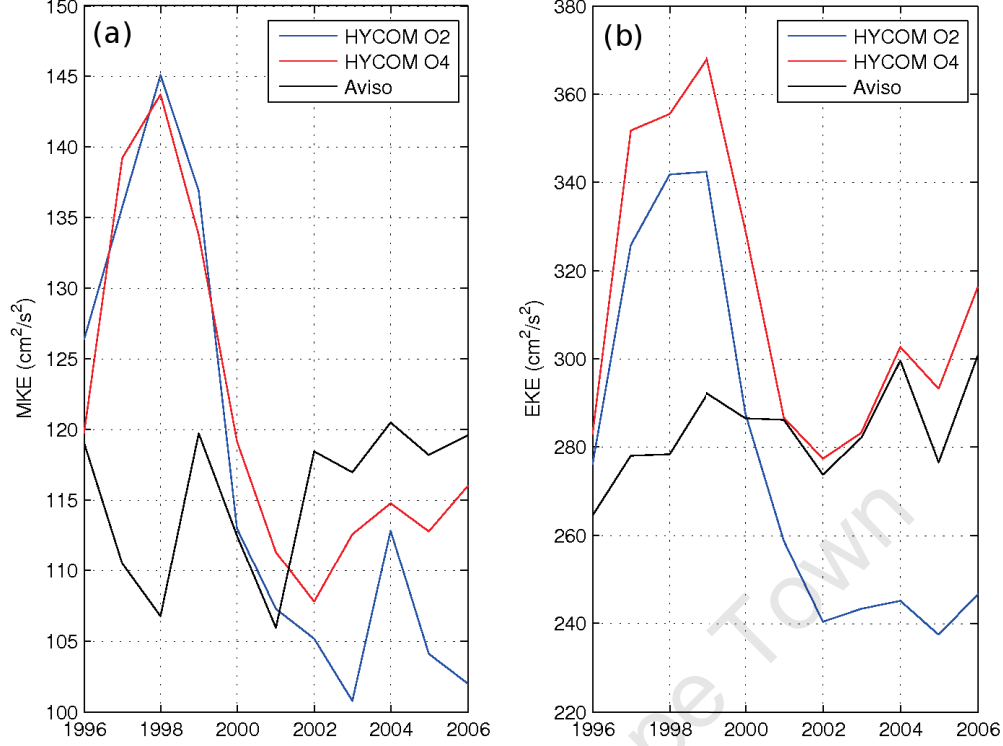 (a)
HYCOM O2
HYCOM O4
Aviso
MKE (cm²/s²)
150
145
140
135
130
125
120
115
110
105
100
1996 1998 2000 2002 2004 2006
(b)
HYCOM O2
HYCOM O4
Aviso
EKE (cm²/s²)
380
360
340
320
300
280
260
240
220
1996 1998 2000 2002 2004 2006
pe Town